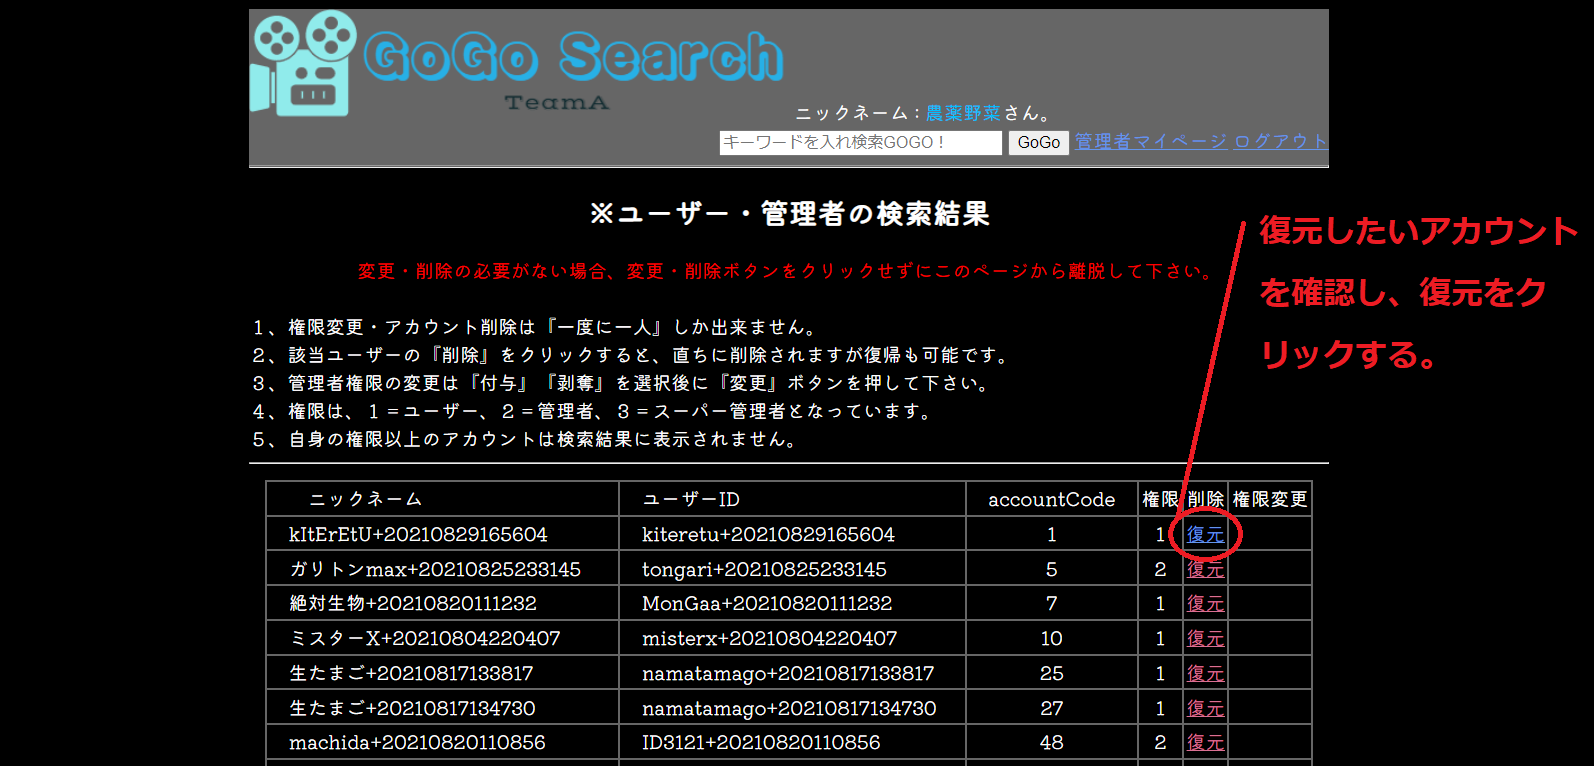 GoGo Search
TeamA
ニックネーム：農薬野菜さん。
キーワードを入れ検索GOGO！ GoGo 管理者マイページ ログアウト
※ユーザー・管理者の検索結果
変更・削除の必要がない場合、変更・削除ボタンをクリックせずにこのページから離脱して下さい。
1、権限変更・アカウント削除は『一度に一人』しか出来ません。
2、該当ユーザーの『削除』をクリックすると、直ちに削除されますが復帰も可能です。
3、管理者権限の変更は『付与』『剥奪』を選択後に『変更』ボタンを押して下さい。
4、権限は、１＝ユーザー、２＝管理者、３＝スーパー管理者となっています。
5、自身の権限以上のアカウントは検索結果に表示されません。
復元したいアカウント
を確認し、復元をク
リックする。
ニックネーム ユーザーID accountCode 権限 削除 権限変更
kItErEtU+20210829165604 kiteretu+20210829165604 1 1 復元
ガリトンmax+20210825233145 tongari+20210825233145 5 2 復元
絶対生物+20210820111232 MonGaa+20210820111232 7 1 復元
ミスターX+20210804220407 misterx+20210804220407 10 1 復元
生たまご+20210817133817 namatamago+20210817133817 25 1 復元
生たまご+20210817134730 namatamago+20210817134730 27 1 復元
machida+20210820110856 ID3121+20210820110856 48 2 復元